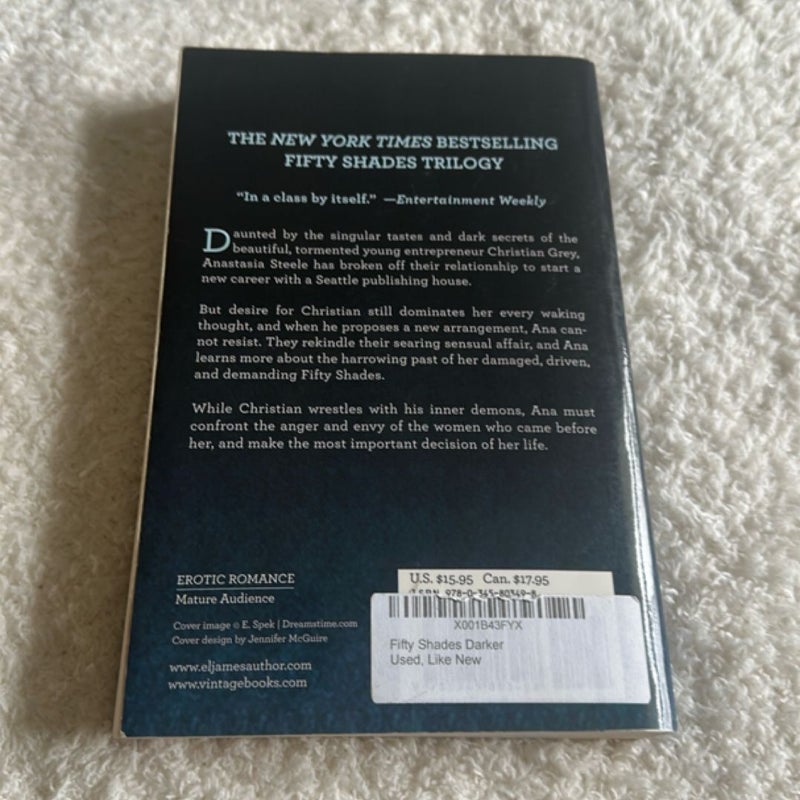 THE NEW YORK TIMES BESTSELLING
FIFTY SHADES TRILOGY
“In a class by itself.” —Entertainment Weekly
Daunted by the singular tastes and dark secrets of the
beautiful, tormented young entrepreneur Christian Grey,
Anastasia Steele has broken off their relationship to start a
new career with a Seattle publishing house.
But desire for Christian still dominates her every waking
thought, and when he proposes a new arrangement, Ana can-
not resist. They rekindle their searing sensual affair, and Ana
learns more about the harrowing past of her damaged, driven,
and demanding Fifty Shades.
While Christian wrestles with his inner demons, Ana must
confront the anger and envy of the women who came before
her, and make the most important decision of her life.
EROTIC ROMANCE
Mature Audience
Cover image © E. Spek | Dreamstime.com
Cover design by Jennifer McGuire
www.eljamesauthor.com
www.vintagebooks.com
U.S. $15.95 Can. $17.95
ISBN 978-0-345-80349-8
X001B43FYX
Fifty Shades Darker
Used, Like New